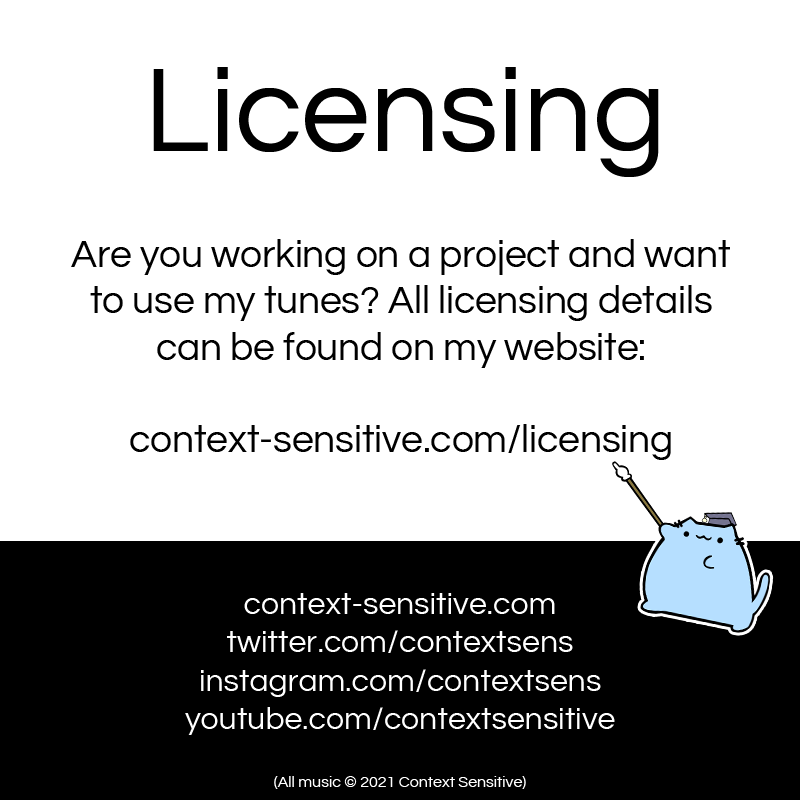 Licensing
Are you working on a project and want
to use my tunes? All licensing details
can be found on my website:
context-sensitive.com/licensing
context-sensitive.com
twitter.com/contextsens
instagram.com/contextsens
youtube.com/contextsensitive
(All music © 2021 Context Sensitive)